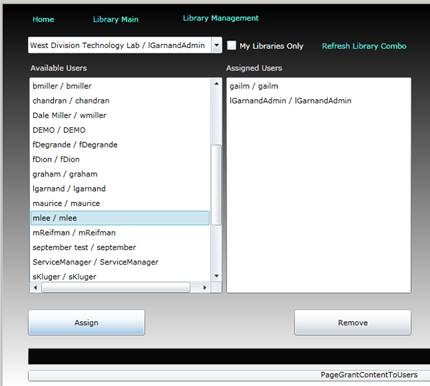 Home Library Main Library Management
West Division Technology Lab / lGarnandAdmin My Libraries Only Refresh Library Combo
Available Users Assigned Users
bmiller / bmiller
chandran / chandran
Dale Miller / wmiller
DEMO / DEMO
fDegrande / fDegrande
fDion / fDion
graham / graham
lgarnand / lgarnand
maurice / maurice
mlee / mlee
mReifman / mReifman
september test / september
ServiceManager / ServiceManager
sKluger / sKluger
gailm / gailm
lGarnandAdmin / lGarnandAdmin
Assign Remove
PageGrantContentToUsers